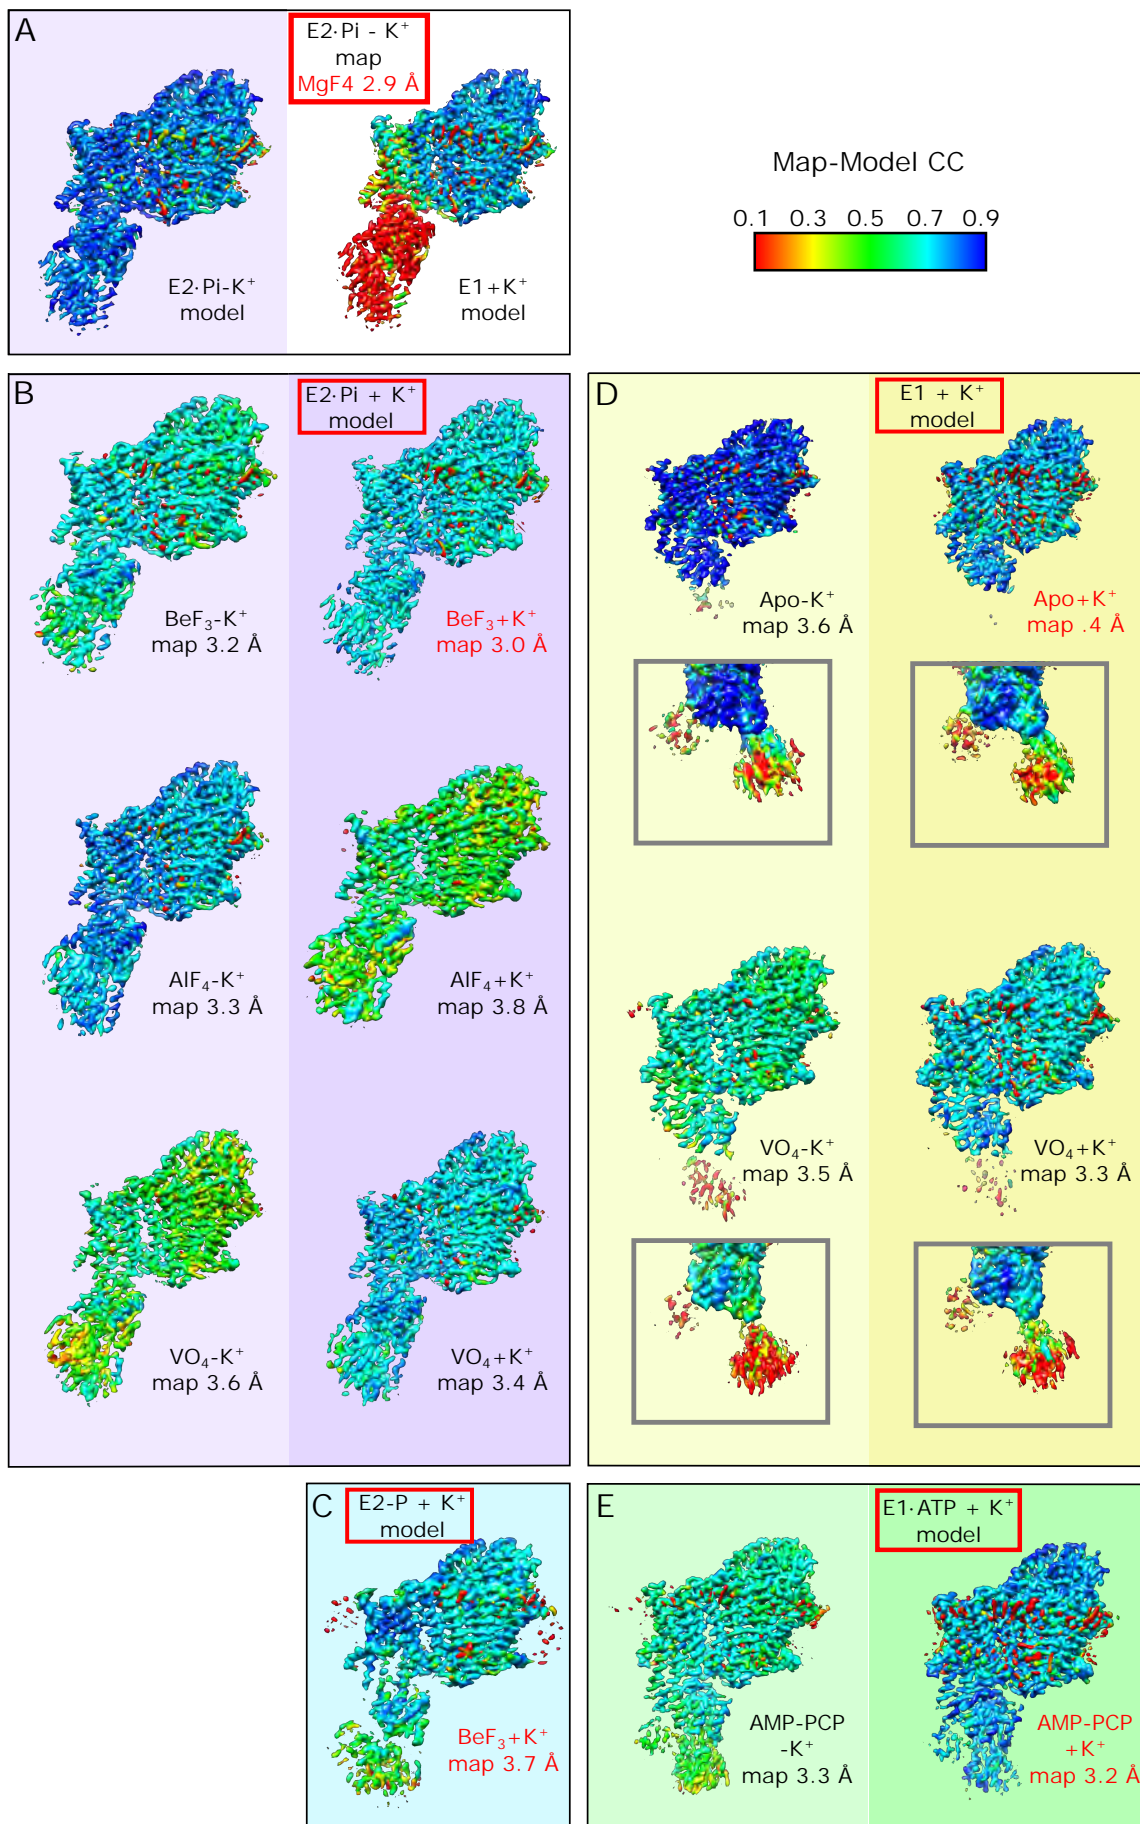 A
E2·Pi - K⁺
map
MgF4 2.9 Å
E2·Pi-K⁺
model
E1+K⁺
model
Map-Model CC
0.1 0.3 0.5 0.7 0.9
B
E2·Pi + K⁺
model
BeF₃-K⁺
map 3.2 Å
BeF₃+K⁺
map 3.0 Å
AlF₄-K⁺
map 3.3 Å
AlF₄+K⁺
map 3.8 Å
VO₄-K⁺
map 3.6 Å
VO₄+K⁺
map 3.4 Å
D
E1 + K⁺
model
Apo-K⁺
map 3.6 Å
Apo+K⁺
map .4 Å
VO₄-K⁺
map 3.5 Å
VO₄+K⁺
map 3.3 Å
C
E2-P + K⁺
model
BeF₃+K⁺
map 3.7 Å
E
E1·ATP + K⁺
model
AMP-PCP
-K⁺
map 3.3 Å
AMP-PCP
+K⁺
map 3.2 Å